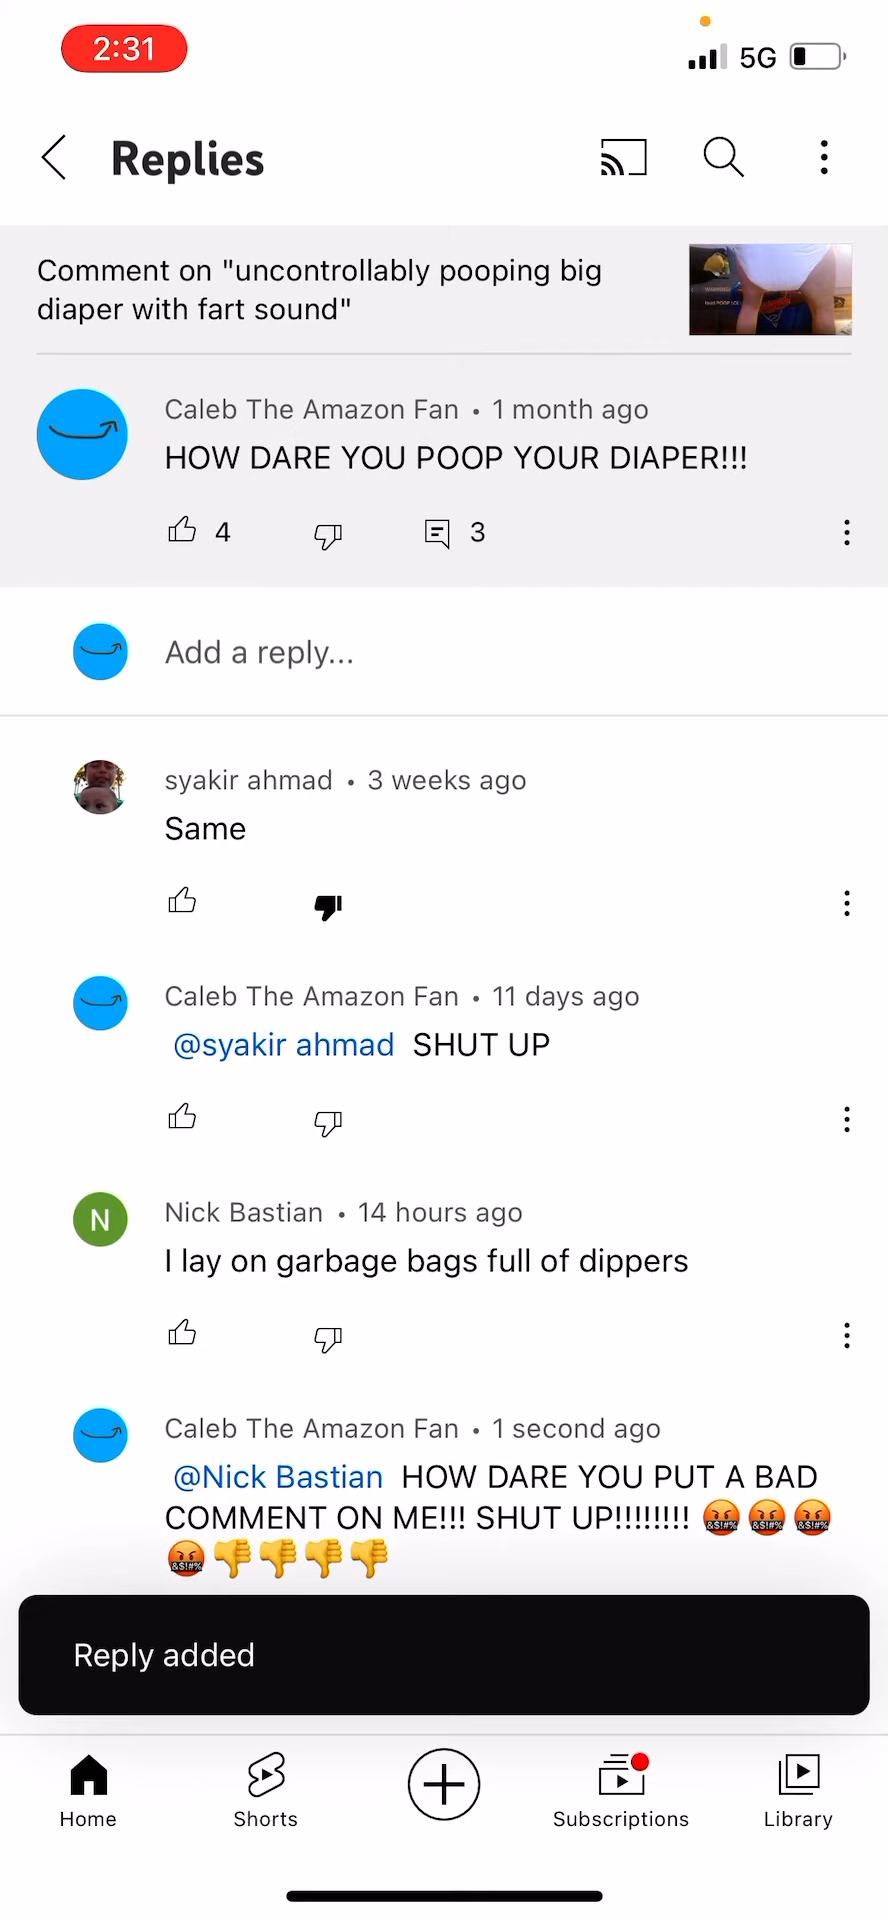 2:31
5G
Replies
Comment on "uncontrollably pooping big
diaper with fart sound"
Caleb The Amazon Fan • 1 month ago
HOW DARE YOU POOP YOUR DIAPER!!!
4
3
Add a reply...
syakir ahmad • 3 weeks ago
Same
Caleb The Amazon Fan • 11 days ago
@syakir ahmad SHUT UP
N
Nick Bastian • 14 hours ago
I lay on garbage bags full of dippers
Caleb The Amazon Fan • 1 second ago
@Nick Bastian HOW DARE YOU PUT A BAD
COMMENT ON ME!!! SHUT UP!!!!!!!! 🤬🤬🤬
🤬👎👎👎👎
Reply added
Home
Shorts
Subscriptions
Library